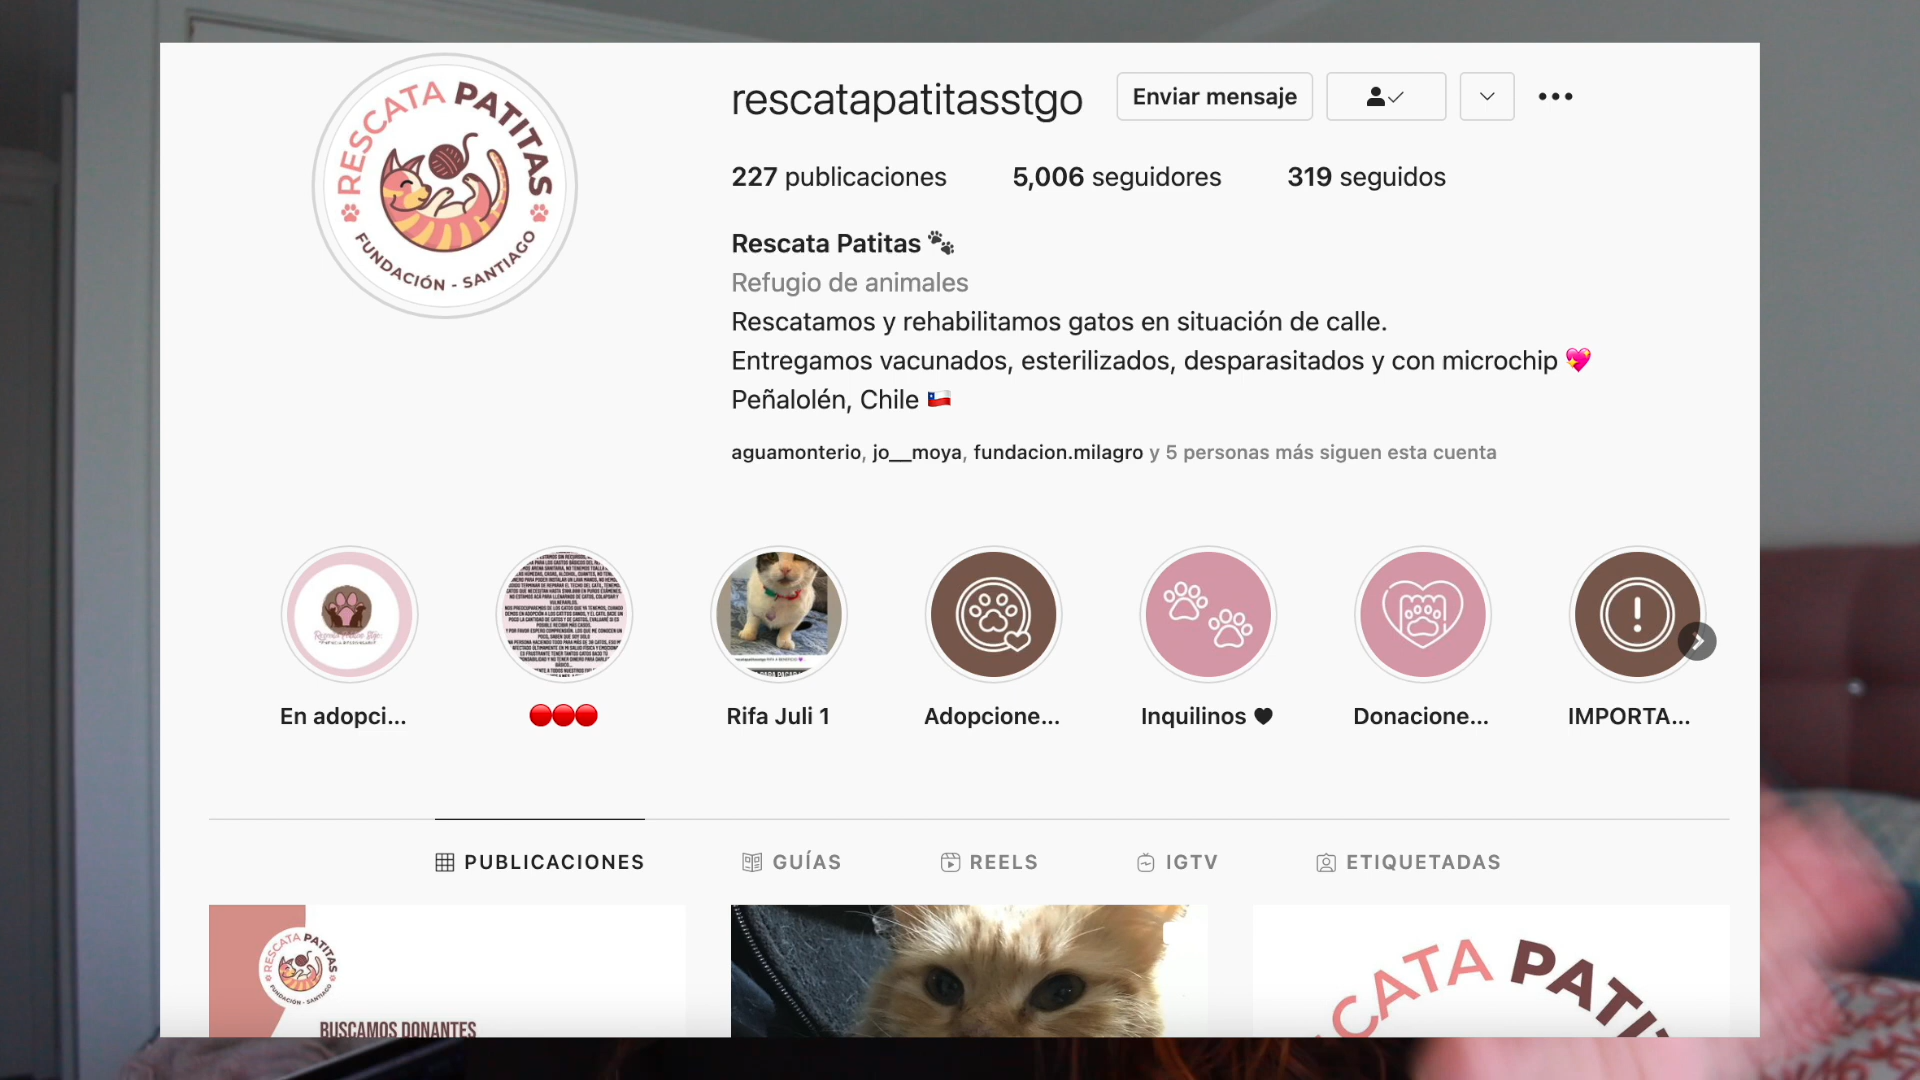 RESCATA PATITAS
FUNDACIÓN - SANTIAGO
rescatapatitasstgo
Enviar mensaje
227 publicaciones
5,006 seguidores
319 seguidos
Rescata Patitas
Refugio de animales
Rescatamos y rehabilitamos gatos en situación de calle.
Entregamos vacunados, esterilizados, desparasitados y con microchip
Peñalolén, Chile
aguamonterio, jo__moya, fundacion.milagro y 5 personas más siguen esta cuenta
En adopci...
Rifa Juli 1
Adopcione...
Inquilinos
Donacione...
IMPORTA...
PUBLICACIONES
GUÍAS
REELS
IGTV
ETIQUETADAS
RESCATA PATITAS
FUNDACIÓN - SANTIAGO
BUSCAMOS DONANTES